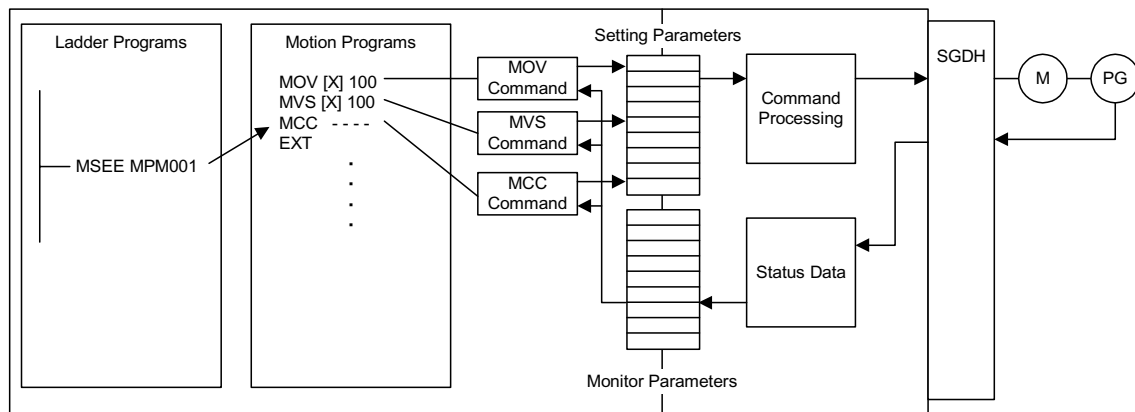 Ladder Programs
MSEE MPM001
Motion Programs
MOV [X] 100
MVS [X] 100
MCC - - - -
EXT
MOV
Command
MVS
Command
MCC
Command
Setting Parameters
Monitor Parameters
Command
Processing
Status Data
SGDH
M
PG